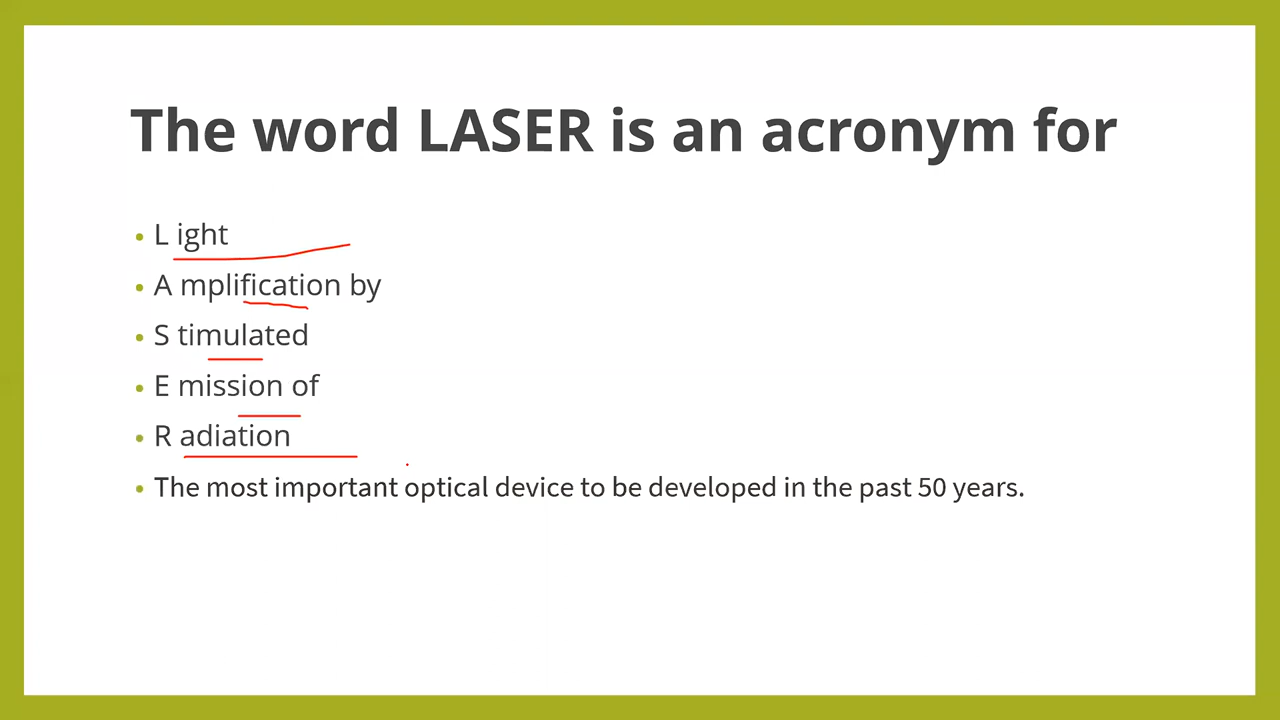 The word LASER is an acronym for
• L ight
• A mplification by
• S timulated
• E mission of
• R adiation
• The most important optical device to be developed in the past 50 years.